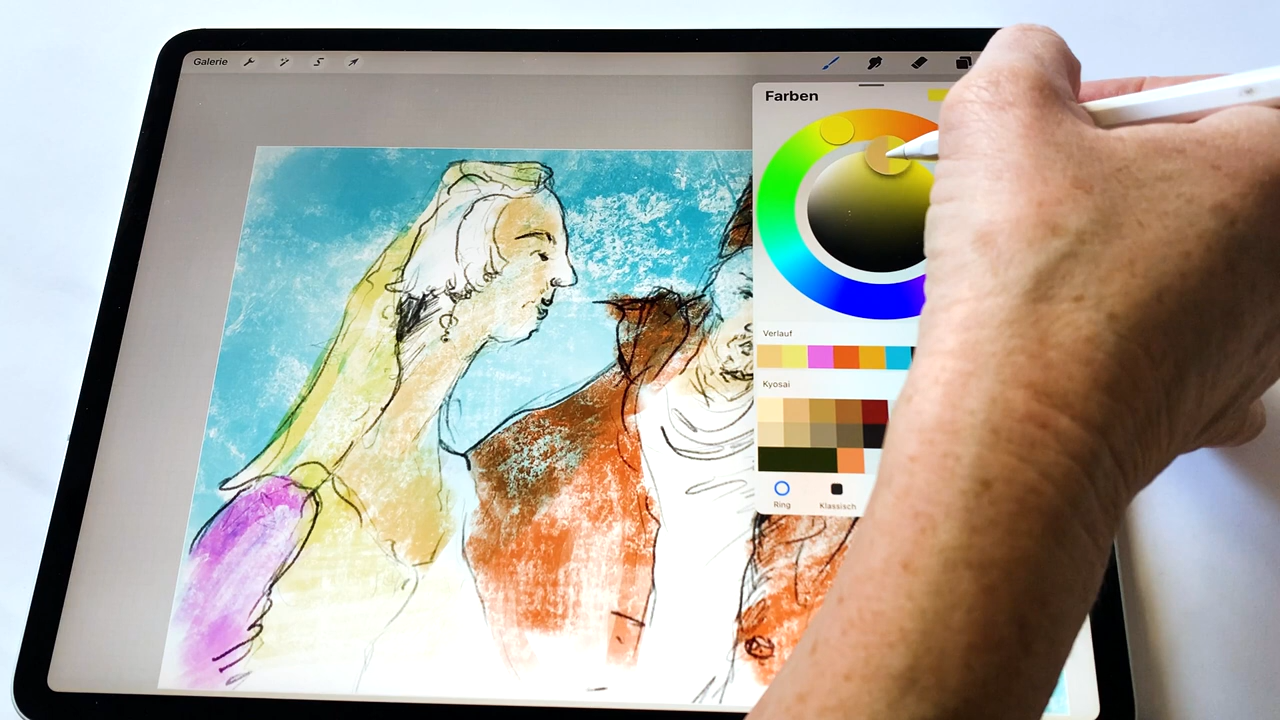 Galerie
Farben
Verlauf
Kyosai
Ring
Klassisch